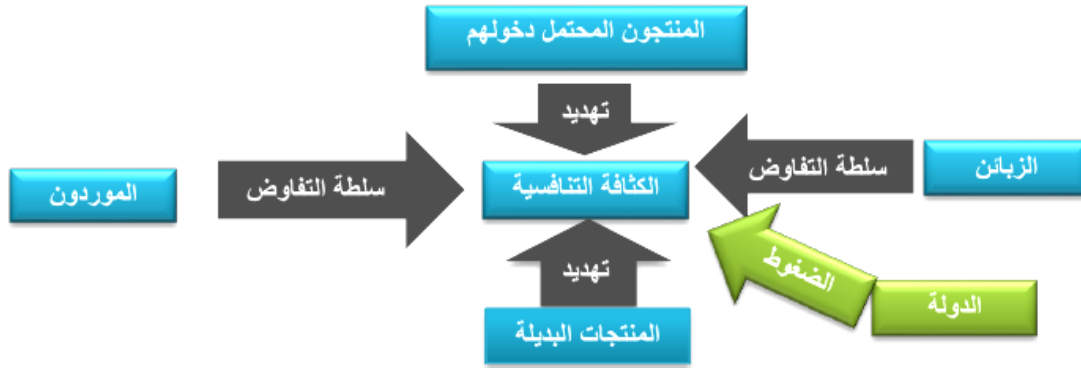 المنتجون المحتمل دخولهم
تهديد
الزبائن
سلطة التفاوض
الكثافة التنافسية
سلطة التفاوض
الموردون
الضغوط
الدولة
تهديد
المنتجات البديلة